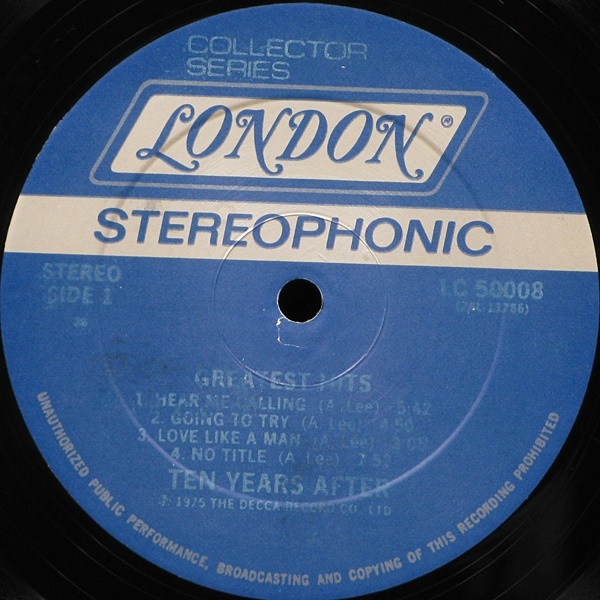 COLLECTOR
SERIES
LONDON®
STEREOPHONIC
STEREO
SIDE 1
LC 50008
(ZAL 13786)
GREATEST HITS
1. HEAR ME CALLING (A. Lee) 5:42
2. GOING TO TRY (A. Lee) 4:50
3. LOVE LIKE A MAN (A. Lee)
4. NO TITLE (A. Lee) 7:52
TEN YEARS AFTER
℗ 1975 THE DECCA RECORD CO. LTD
UNAUTHORIZED PUBLIC PERFORMANCE, BROADCASTING AND COPYING OF THIS RECORDING PROHIBITED